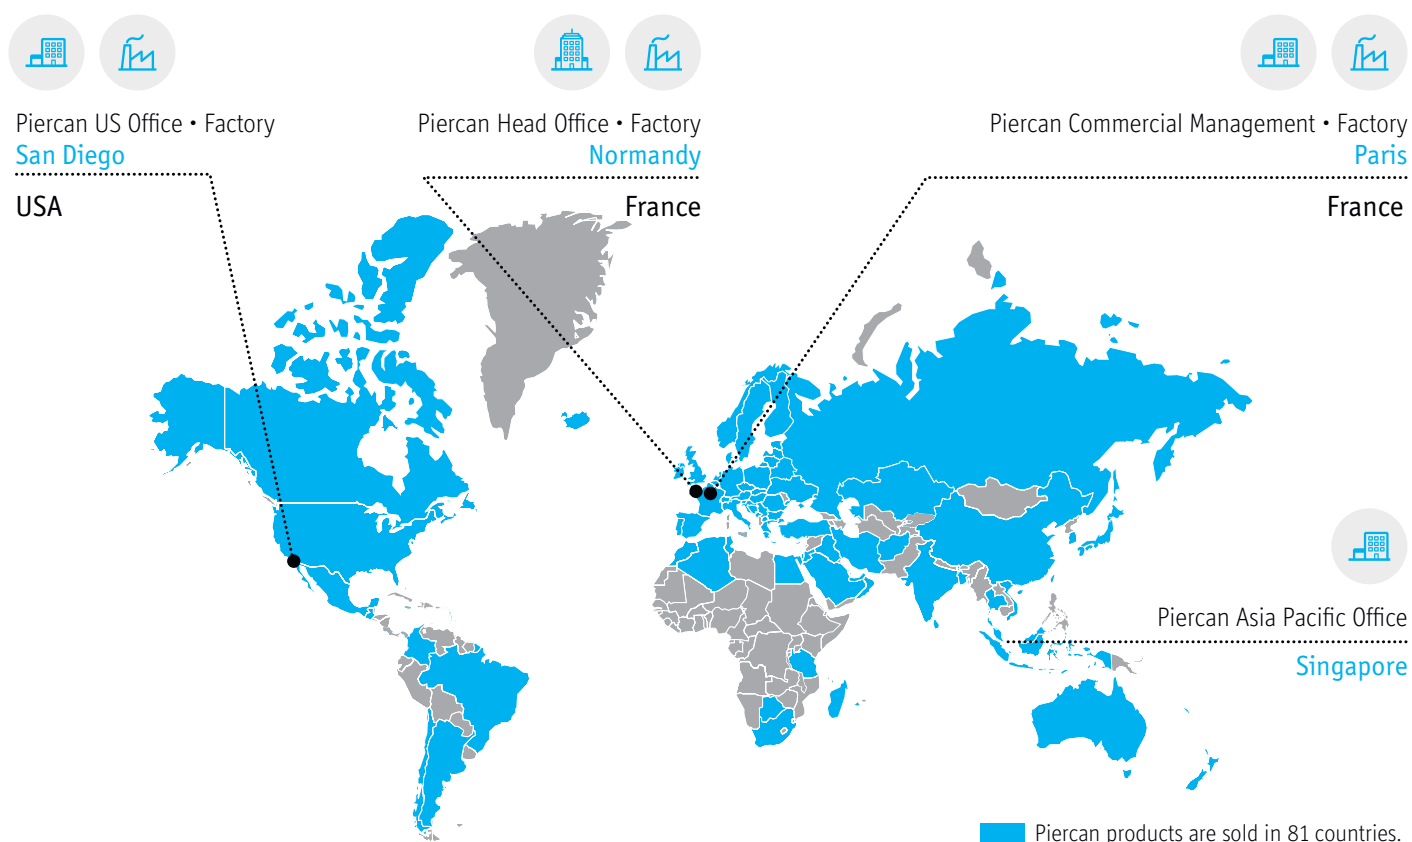 Piercan US Office • Factory
San Diego
USA
Piercan Head Office • Factory
Normandy
France
Piercan Commercial Management • Factory
Paris
France
Piercan Asia Pacific Office
Singapore
Piercan products are sold in 81 countries.